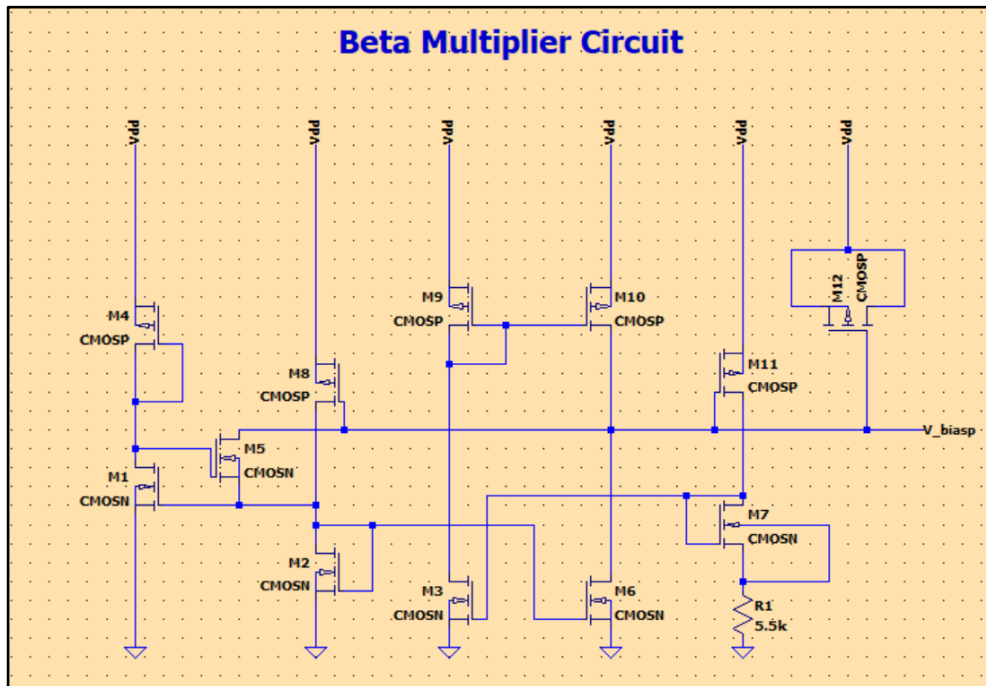 Beta Multiplier Circuit
Vdd
Vdd
Vdd
Vdd
Vdd
Vdd
M4
CMOSP
M9
CMOSP
M10
CMOSP
M12
CMOSP
M8
CMOSP
M11
CMOSP
V_biasp
M5
CMOSN
M1
CMOSN
M7
CMOSN
M2
CMOSN
M3
CMOSN
M6
CMOSN
R1
5.5k